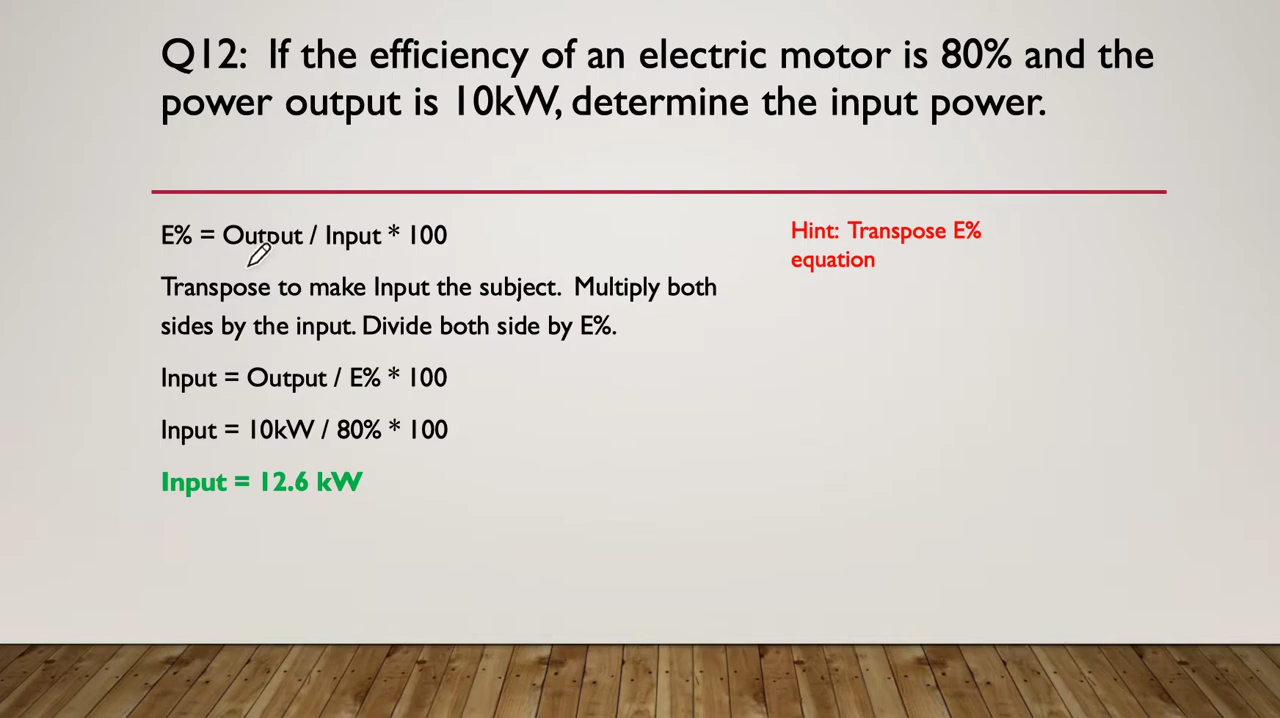 Q12: If the efficiency of an electric motor is 80% and the
power output is 10kW, determine the input power.
E% = Output / Input * 100
Hint: Transpose E%
equation
Transpose to make Input the subject. Multiply both
sides by the input. Divide both side by E%.
Input = Output / E% * 100
Input = 10kW / 80% * 100
Input = 12.6 kW